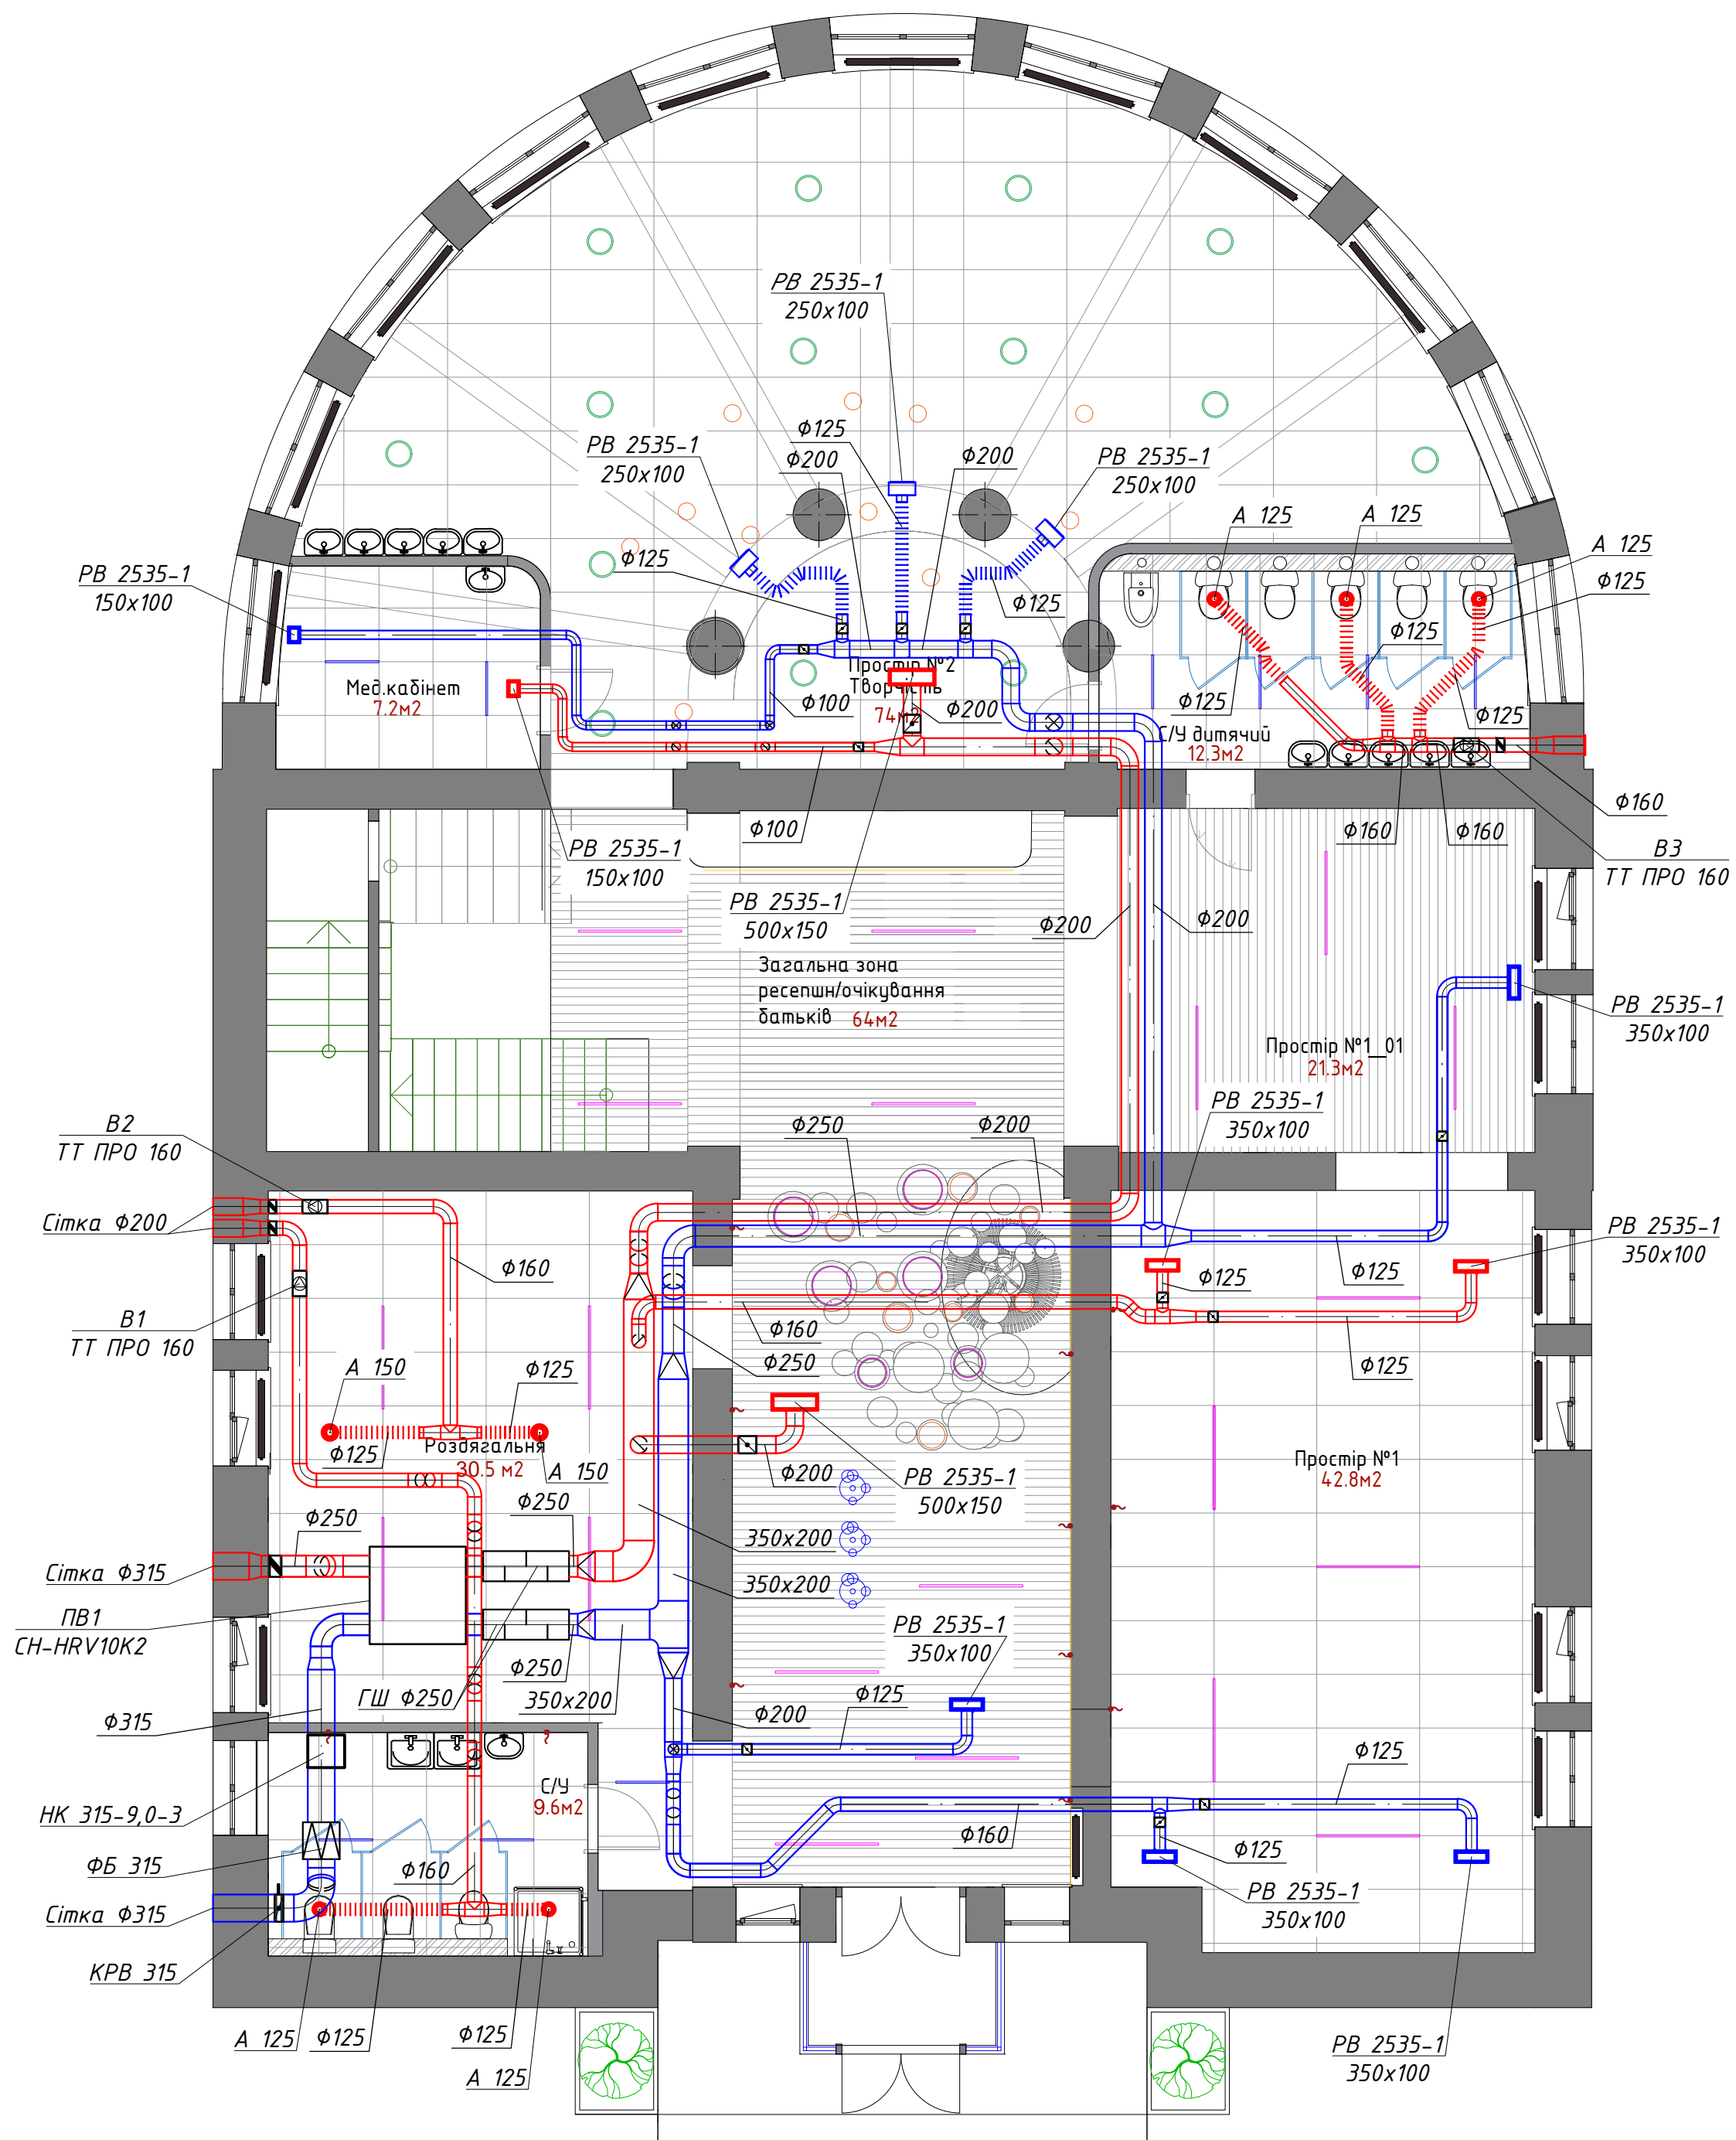 РВ 2535-1
250х100
Ф125
РВ 2535-1
250х100
Ф200
Ф200
РВ 2535-1
250х100
А 125
А 125
А 125
Ф125
Ф125
РВ 2535-1
150х100
Ф125
Ф125
Простір №2
Творчість
74м2
Мед.кабінет
7.2м2
Ф100
Ф200
Ф125
Ф125
С/У дитячий
12.3м2
Ф160
Ф100
Ф160
Ф160
РВ 2535-1
150х100
В3
ТТ ПРО 160
РВ 2535-1
500х150
Ф200
Ф200
Загальна зона
ресепшн/очікування
батьків 64м2
РВ 2535-1
350х100
Простір №1_01
21.3м2
РВ 2535-1
350х100
В2
ТТ ПРО 160
Ф250
Ф200
Сітка Ф200
РВ 2535-1
350х100
Ф160
Ф125
Ф125
В1
ТТ ПРО 160
Ф160
Ф250
Ф125
А 150
Ф125
Ф125
Роздягальня
30.5 м2
А 150
Ф200
РВ 2535-1
500х150
Простір №1
42.8м2
Ф250
Ф250
350х200
Сітка Ф315
350х200
ПВ1
CH-HRV10K2
РВ 2535-1
350х100
Ф250
ГШ Ф250
350х200
Ф125
Ф315
Ф200
Ф125
С/У
9.6м2
НК 315-9,0-3
Ф160
Ф125
ФБ 315
Ф160
РВ 2535-1
350х100
Сітка Ф315
КРВ 315
А 125
Ф125
Ф125
А 125
РВ 2535-1
350х100